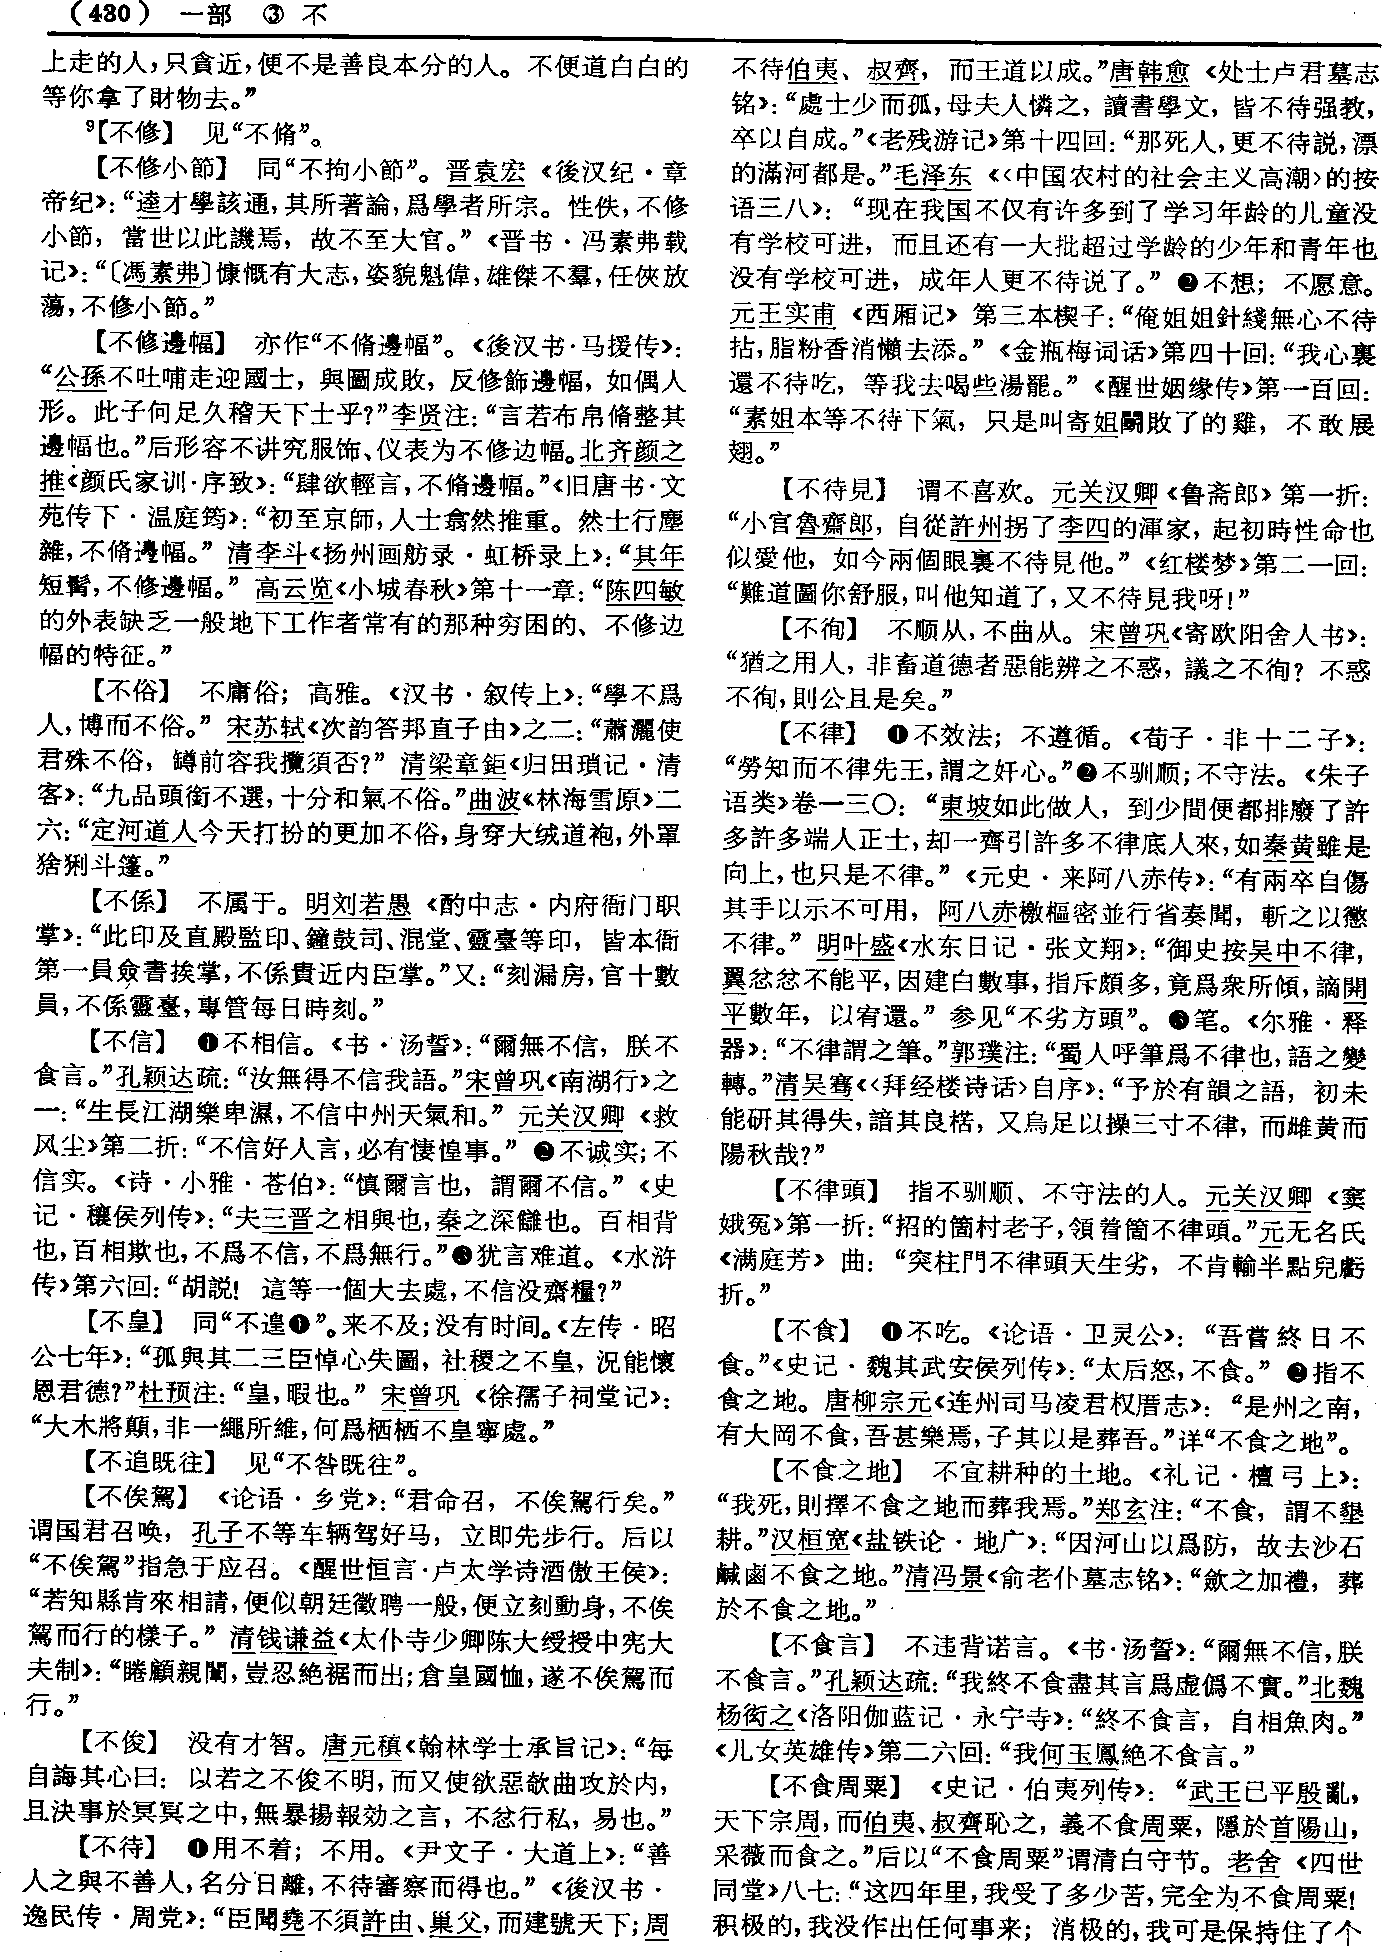 （430） 一部 ③ 不
上走的人，只貪近，便不是善良本分的人。不便道白白的
等你拿了財物去。”
⁹【不修】 见“不脩”。
【不修小節】 同“不拘小節”。晋袁宏《後汉纪·章
帝纪》：“逵才學該通，其所著論，爲學者所宗。性佚，不修
小節，當世以此譏焉，故不至大官。”《晋书·冯素弗载
记》：“〔馮素弗〕慷慨有大志，姿貌魁偉，雄傑不羣，任俠放
蕩，不修小節。”
【不修邊幅】 亦作“不脩邊幅”。《後汉书·马援传》：
“公孫不吐哺走迎國士，與圖成敗，反修飾邊幅，如偶人
形。此子何足久稽天下士乎？”李贤注：“言若布帛脩整其
邊幅也。”后形容不讲究服饰、仪表为不修边幅。北齐颜之
推《颜氏家训·序致》：“肆欲輕言，不脩邊幅。”《旧唐书·文
苑传下·温庭筠》：“初至京師，人士翕然推重。然士行塵
雜，不脩邊幅。”清李斗《扬州画舫录·虹桥录上》：“其年
短髯，不修邊幅。”高云览《小城春秋》第十一章：“陈四敏
的外表缺乏一般地下工作者常有的那种穷困的、不修边
幅的特征。”
【不俗】 不庸俗；高雅。《汉书·叙传上》：“學不爲
人，博而不俗。”宋苏轼《次韵答邦直子由》之二：“蕭灑使
君殊不俗，罇前容我攬須否？”清梁章鉅《归田琐记·清
客》：“九品頭銜不選，十分和氣不俗。”曲波《林海雪原》二
六：“定河道人今天打扮的更加不俗，身穿大绒道袍，外罩
猞猁斗篷。”
【不係】 不属于。明刘若愚《酌中志·内府衙门职
掌》：“此印及直殿監印、鐘鼓司、混堂、靈臺等印，皆本衙
第一員僉書挨掌，不係貴近内臣掌。”又：“刻漏房，官十數
員，不係靈臺，專管每日時刻。”
【不信】 ❶不相信。《书·汤誓》：“爾無不信，朕不
食言。”孔颖达疏：“汝無得不信我語。”宋曾巩《南湖行》之
一：“生長江湖樂卑濕，不信中州天氣和。”元关汉卿《救
风尘》第二折：“不信好人言，必有悽惶事。”❷不诚实；不
信实。《诗·小雅·苍伯》：“慎爾言也，謂爾不信。”《史
记·穰侯列传》：“夫三晋之相與也，秦之深讎也。百相背
也，百相欺也，不爲不信，不爲無行。”❸犹言难道。《水浒
传》第六回：“胡説！這等一個大去處，不信没齋糧？”
【不皇】 同“不遑❶”。来不及；没有时间。《左传·昭
公七年》：“孤與其二三臣悼心失圖，社稷之不皇，況能懷
恩君德？”杜预注：“皇，暇也。”宋曾巩《徐孺子祠堂记》：
“大木將顛，非一繩所維，何爲栖栖不皇寧處。”
【不追既往】 见“不咎既往”。
【不俟駕】 《论语·乡党》：“君命召，不俟駕行矣。”
谓国君召唤，孔子不等车辆驾好马，立即先步行。后以
“不俟駕”指急于应召。《醒世恒言·卢太学诗酒傲王侯》：
“若知縣肯來相請，便似朝廷徵聘一般，便立刻動身，不俟
駕而行的樣子。”清钱谦益《太仆寺少卿陈大绶授中宪大
夫制》：“睠顧親闈，豈忍絶裾而出；倉皇國恤，遂不俟駕而
行。”
【不俊】 没有才智。唐元稹《翰林学士承旨记》：“每
自誨其心曰：以若之不俊不明，而又使欲惡欹曲攻於内，
且決事於冥冥之中，無暴揚報効之言，不忿行私，易也。”
【不待】 ❶用不着；不用。《尹文子·大道上》：“善
人之與不善人，名分日離，不待審察而得也。”《後汉书·
逸民传·周党》：“臣聞堯不須許由、巢父，而建號天下；周
不待伯夷、叔齊，而王道以成。”唐韩愈《处士卢君墓志
铭》：“處士少而孤，母夫人憐之，讀書學文，皆不待强教，
卒以自成。”《老残游记》第十四回：“那死人，更不待説，漂
的滿河都是。”毛泽东《〈中国农村的社会主义高潮〉的按
语三八》：“现在我国不仅有许多到了学习年龄的儿童没
有学校可进，而且还有一大批超过学龄的少年和青年也
没有学校可进，成年人更不待说了。”❷不想；不愿意。
元王实甫《西厢记》第三本楔子：“俺姐姐針綫無心不待
拈，脂粉香消懶去添。”《金瓶梅词话》第四十回：“我心裏
還不待吃，等我去喝些湯罷。”《醒世姻缘传》第一百回：
“素姐本等不待下氣，只是叫寄姐鬭敗了的雞，不敢展
翅。”
【不待見】 谓不喜欢。元关汉卿《鲁斋郎》第一折：
“小官魯齋郎，自從許州拐了李四的渾家，起初時性命也
似愛他，如今兩個眼裏不待見他。”《红楼梦》第二一回：
“難道圖你舒服，叫他知道了，又不待見我呀！”
【不徇】 不顺从，不曲从。宋曾巩《寄欧阳舍人书》：
“猶之用人，非畜道德者惡能辨之不惑，議之不徇？不惑
不徇，則公且是矣。”
【不律】 ❶不效法；不遵循。《荀子·非十二子》：
“勞知而不律先王，謂之奸心。”❷不驯顺；不守法。《朱子
语类》卷一三〇：“東坡如此做人，到少間便都排廢了許
多許多端人正士，却一齊引許多不律底人來，如秦黄雖是
向上，也只是不律。”《元史·来阿八赤传》：“有兩卒自傷
其手以示不可用，阿八赤檄樞密並行省奏聞，斬之以懲
不律。”明叶盛《水东日记·张文翔》：“御史按吴中不律，
翼忿忿不能平，因建白數事，指斥頗多，竟爲衆所傾，謫開
平數年，以宥還。”参见“不劣方頭”。❸笔。《尔雅·释
器》：“不律謂之筆。”郭璞注：“蜀人呼筆爲不律也，語之變
轉。”清吴骞《〈拜经楼诗话〉自序》：“予於有韻之語，初未
能研其得失，諳其良楛，又烏足以操三寸不律，而雌黄而
陽秋哉？”
【不律頭】 指不驯顺、不守法的人。元关汉卿《窦
娥冤》第一折：“招的箇村老子，領着箇不律頭。”元无名氏
《满庭芳》曲：“突柱門不律頭天生劣，不肯輸半點兒虧
折。”
【不食】 ❶不吃。《论语·卫灵公》：“吾嘗終日不
食。”《史记·魏其武安侯列传》：“太后怒，不食。”❷指不
食之地。唐柳宗元《连州司马凌君权厝志》：“是州之南，
有大岡不食，吾甚樂焉，子其以是葬吾。”详“不食之地”。
【不食之地】 不宜耕种的土地。《礼记·檀弓上》：
“我死，則擇不食之地而葬我焉。”郑玄注：“不食，謂不墾
耕。”汉桓宽《盐铁论·地广》：“因河山以爲防，故去沙石
鹹鹵不食之地。”清冯景《俞老仆墓志铭》：“斂之加禮，葬
於不食之地。”
【不食言】 不违背诺言。《书·汤誓》：“爾無不信，朕
不食言。”孔颖达疏：“我終不食盡其言爲虚僞不實。”北魏
杨衒之《洛阳伽蓝记·永宁寺》：“終不食言，自相魚肉。”
《儿女英雄传》第二六回：“我何玉鳳絶不食言。”
【不食周粟】 《史记·伯夷列传》：“武王已平殷亂，
天下宗周，而伯夷、叔齊恥之，義不食周粟，隱於首陽山，
采薇而食之。”后以“不食周粟”谓清白守节。老舍《四世
同堂》八七：“这四年里，我受了多少苦，完全为不食周粟！
积极的，我没作出任何事来；消极的，我可是保持住了个